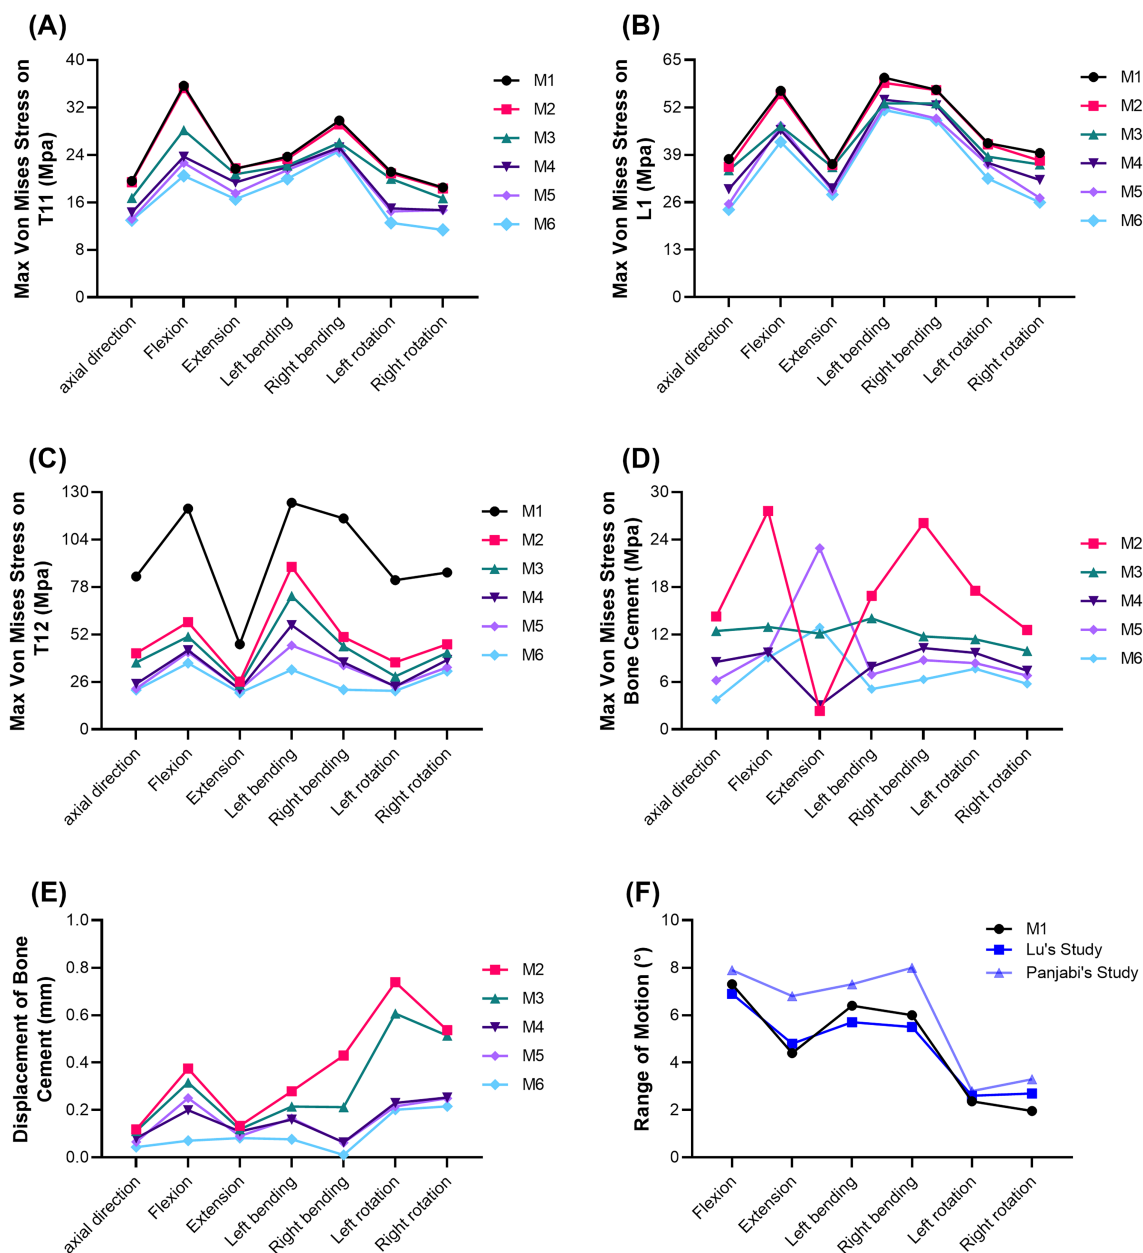 (A)
Max Von Mises Stress on
T11 (Mpa)
40
32
24
16
8
0
axial direction
Flexion
Extension
Left bending
Right bending
Left rotation
Right rotation
M1
M2
M3
M4
M5
M6
(B)
Max Von Mises Stress on
L1 (Mpa)
65
52
39
26
13
0
axial direction
Flexion
Extension
Left bending
Right bending
Left rotation
Right rotation
M1
M2
M3
M4
M5
M6
(C)
Max Von Mises Stress on
T12 (Mpa)
130
104
78
52
26
0
axial direction
Flexion
Extension
Left bending
Right bending
Left rotation
Right rotation
M1
M2
M3
M4
M5
M6
(D)
Max Von Mises Stress on
Bone Cement (Mpa)
30
24
18
12
6
0
axial direction
Flexion
Extension
Left bending
Right bending
Left rotation
Right rotation
M2
M3
M4
M5
M6
(E)
Displacement of Bone
Cement (mm)
1.0
0.8
0.6
0.4
0.2
0.0
axial direction
Flexion
Extension
Left bending
Right bending
Left rotation
Right rotation
M2
M3
M4
M5
M6
(F)
Range of Motion (°)
10
8
6
4
2
0
Flexion
Extension
Left bending
Right bending
Left rotation
Right rotation
M1
Lu's Study
Panjabi's Study